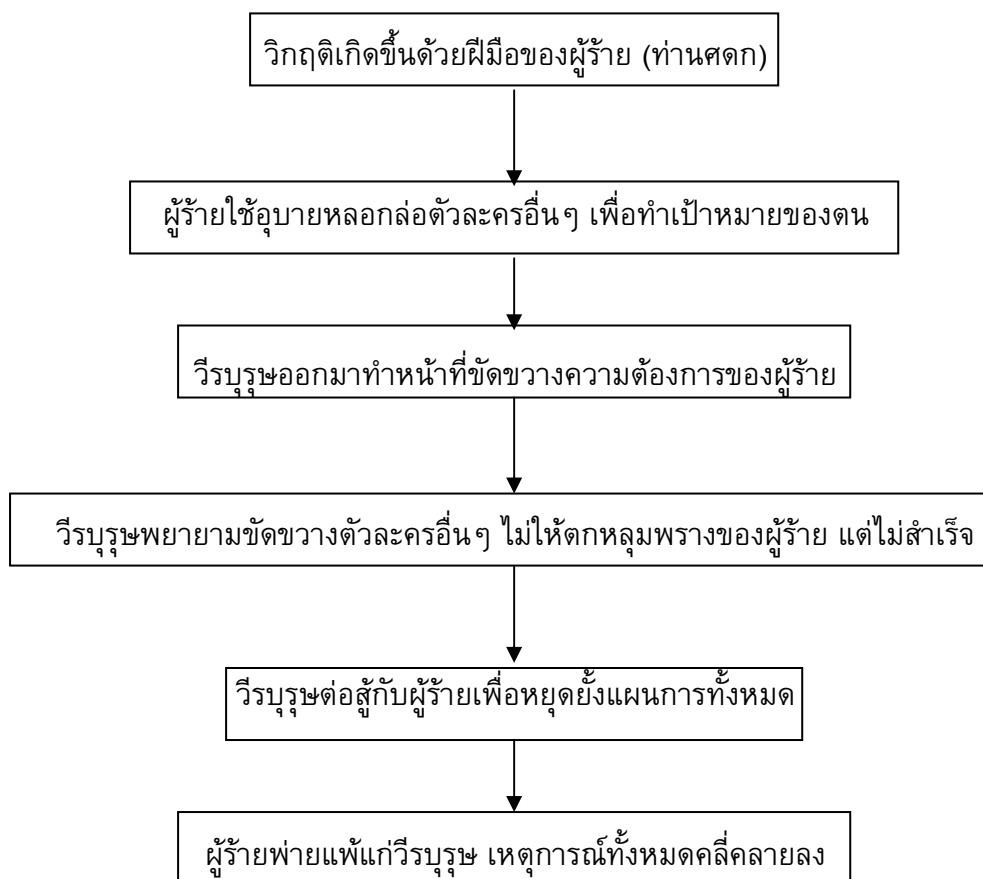 วิกฤติเกิดขึ้นด้วยฝีมือของผู้ร้าย (ท่านศดก)
ผู้ร้ายใช้อุบายหลอกล่อตัวละครอื่นๆ เพื่อทำเป้าหมายของตน
วีรบุรุษออกมาทำหน้าที่ขัดขวางความต้องการของผู้ร้าย
วีรบุรุษพยายามขัดขวางตัวละครอื่นๆ ไม่ให้ตกหลุมพรางของผู้ร้าย แต่ไม่สำเร็จ
วีรบุรุษต่อสู้กับผู้ร้ายเพื่อหยุดยั้งแผนการทั้งหมด
ผู้ร้ายพ่ายแพ้แก่วีรบุรุษ เหตุการณ์ทั้งหมดคลี่คลายลง